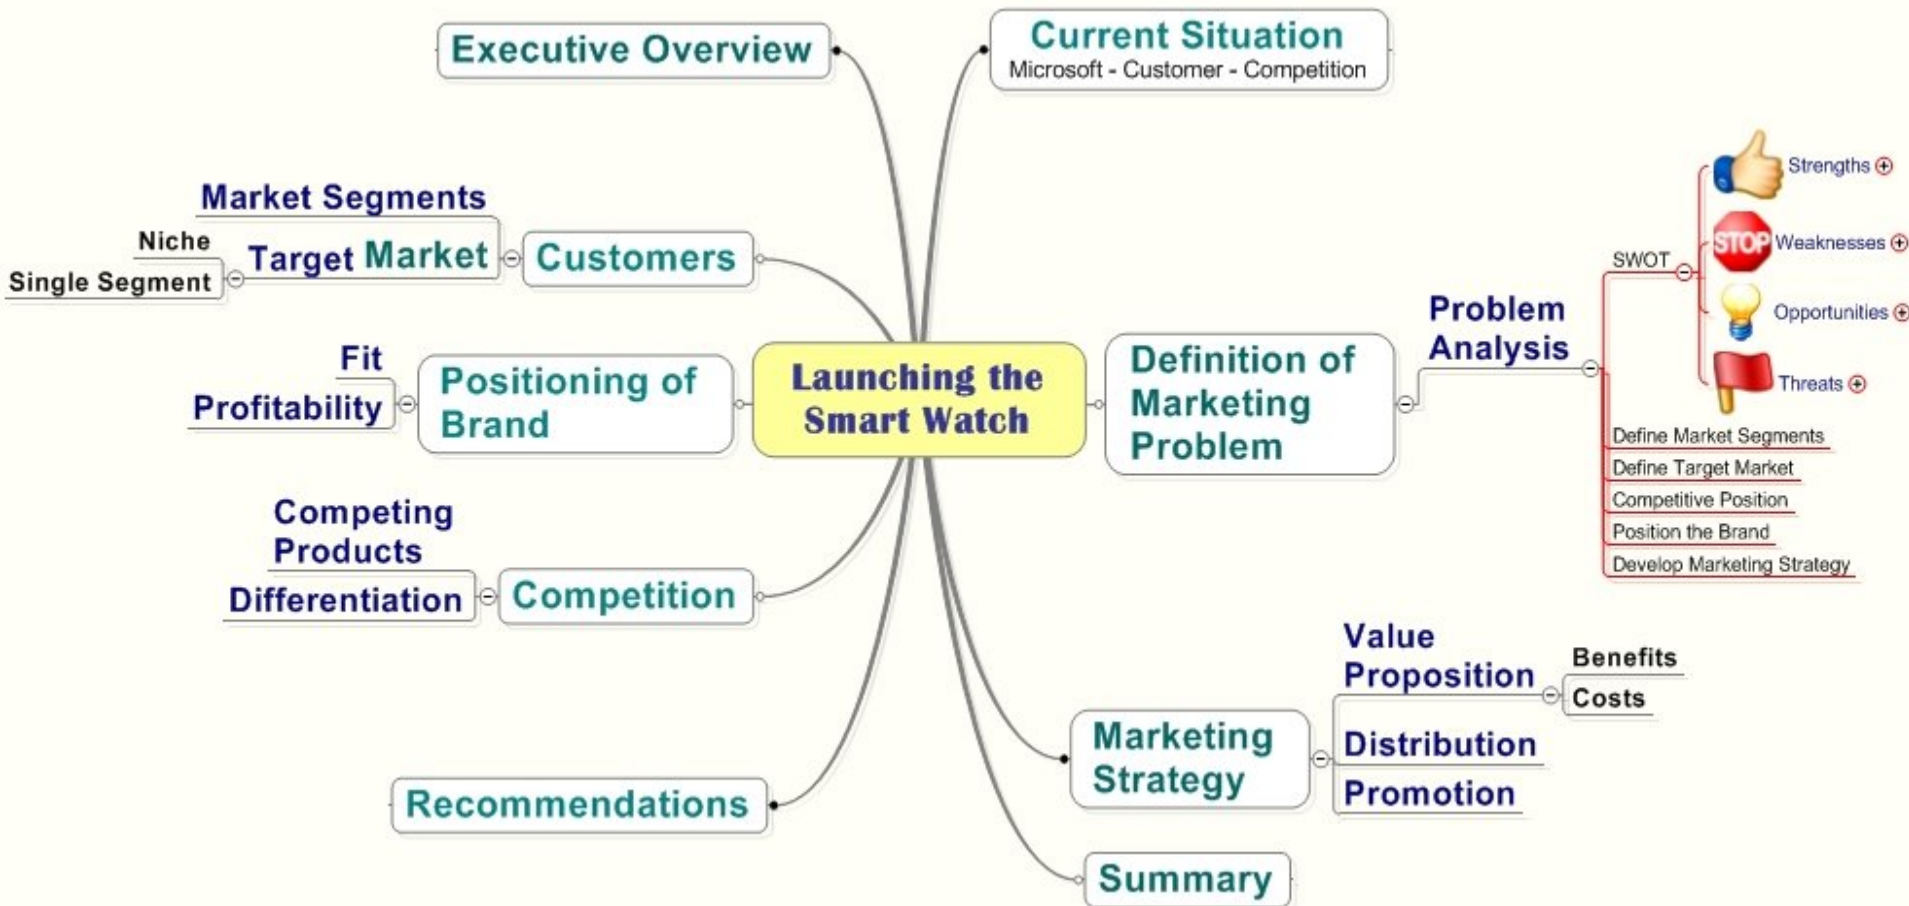 Launching the
Smart Watch
Executive Overview
Current Situation
Microsoft - Customer - Competition
Market Segments
Target Market
Niche
Single Segment
Customers
Fit
Profitability
Positioning of
Brand
Competing
Products
Differentiation
Competition
Recommendations
Definition of
Marketing
Problem
Problem
Analysis
SWOT
Strengths
STOP
Weaknesses
Opportunities
Threats
Define Market Segments
Define Target Market
Competitive Position
Position the Brand
Develop Marketing Strategy
Marketing
Strategy
Value
Proposition
Benefits
Costs
Distribution
Promotion
Summary